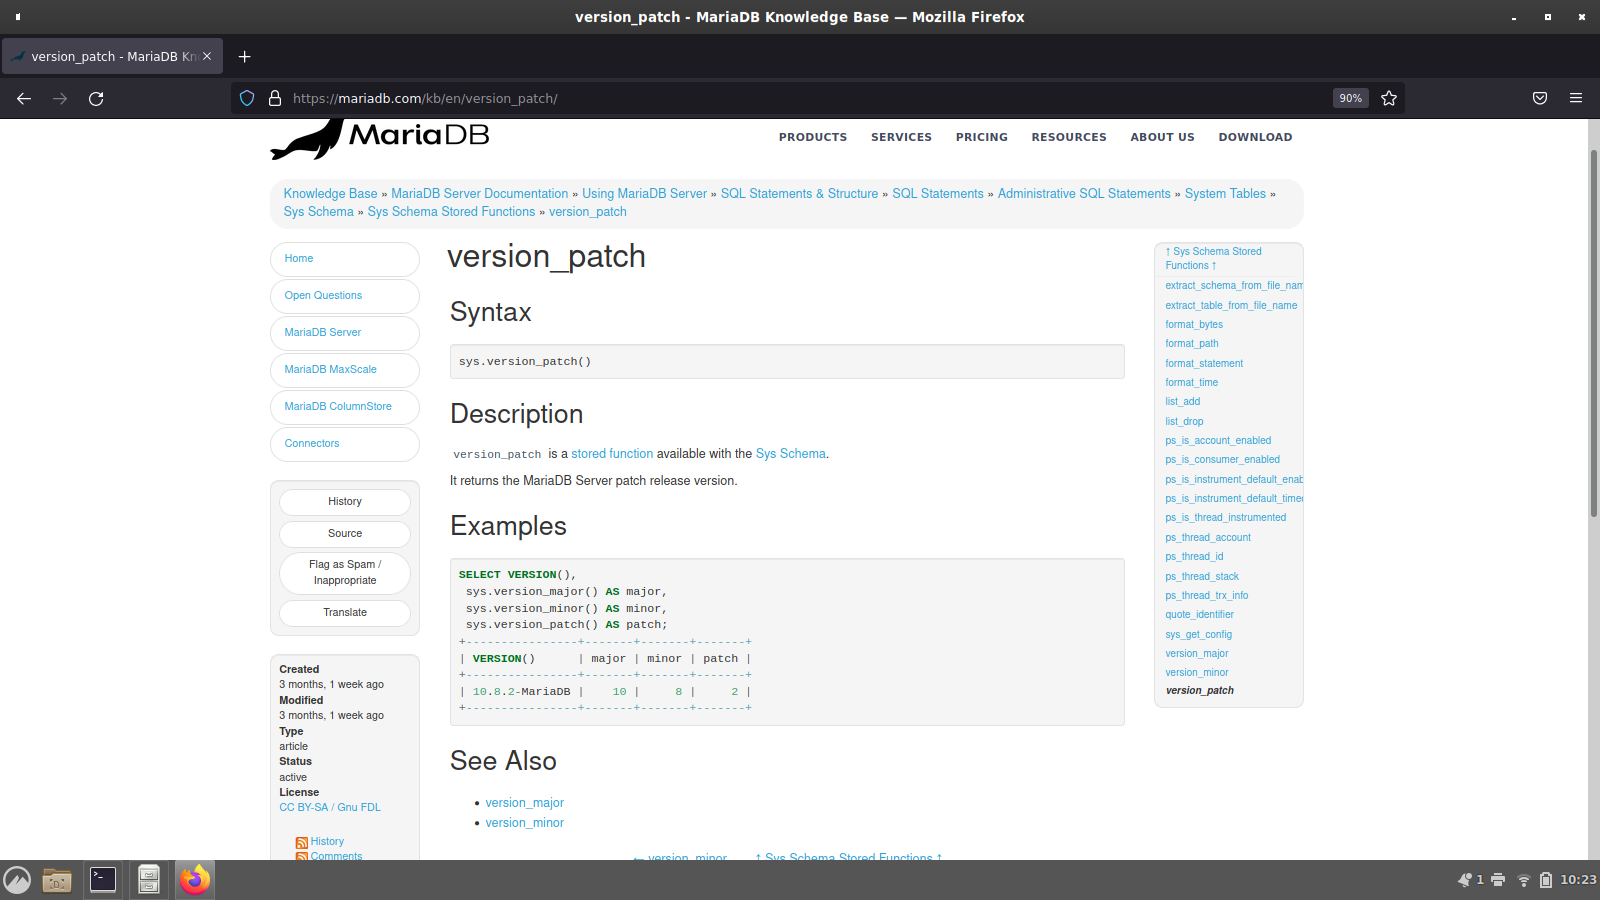 version_patch - MariaDB Knowledge Base — Mozilla Firefox
version_patch - MariaDB Kn
https://mariadb.com/kb/en/version_patch/
90%
MariaDB
PRODUCTS SERVICES PRICING RESOURCES ABOUT US DOWNLOAD
Knowledge Base » MariaDB Server Documentation » Using MariaDB Server » SQL Statements & Structure » SQL Statements » Administrative SQL Statements » System Tables »
Sys Schema » Sys Schema Stored Functions » version_patch
Home
Open Questions
MariaDB Server
MariaDB MaxScale
MariaDB ColumnStore
Connectors
History
Source
Flag as Spam /
Inappropriate
Translate
Created
3 months, 1 week ago
Modified
3 months, 1 week ago
Type
article
Status
active
License
CC BY-SA / Gnu FDL
History
Comments
version_patch
Syntax
sys.version_patch()
Description
version_patch is a stored function available with the Sys Schema.
It returns the MariaDB Server patch release version.
Examples
SELECT VERSION(),
 sys.version_major() AS major,
 sys.version_minor() AS minor,
 sys.version_patch() AS patch;
+----------------+-------+-------+-------+
| VERSION()      | major | minor | patch |
+----------------+-------+-------+-------+
| 10.8.2-MariaDB |    10 |     8 |     2 |
+----------------+-------+-------+-------+
See Also
• version_major
• version_minor
← version_minor ↑ Sys Schema Stored Functions ↑
↑ Sys Schema Stored
Functions ↑
extract_schema_from_file_nam
extract_table_from_file_name
format_bytes
format_path
format_statement
format_time
list_add
list_drop
ps_is_account_enabled
ps_is_consumer_enabled
ps_is_instrument_default_enab
ps_is_instrument_default_timed
ps_is_thread_instrumented
ps_thread_account
ps_thread_id
ps_thread_stack
ps_thread_trx_info
quote_identifier
sys_get_config
version_major
version_minor
version_patch
1
10:23